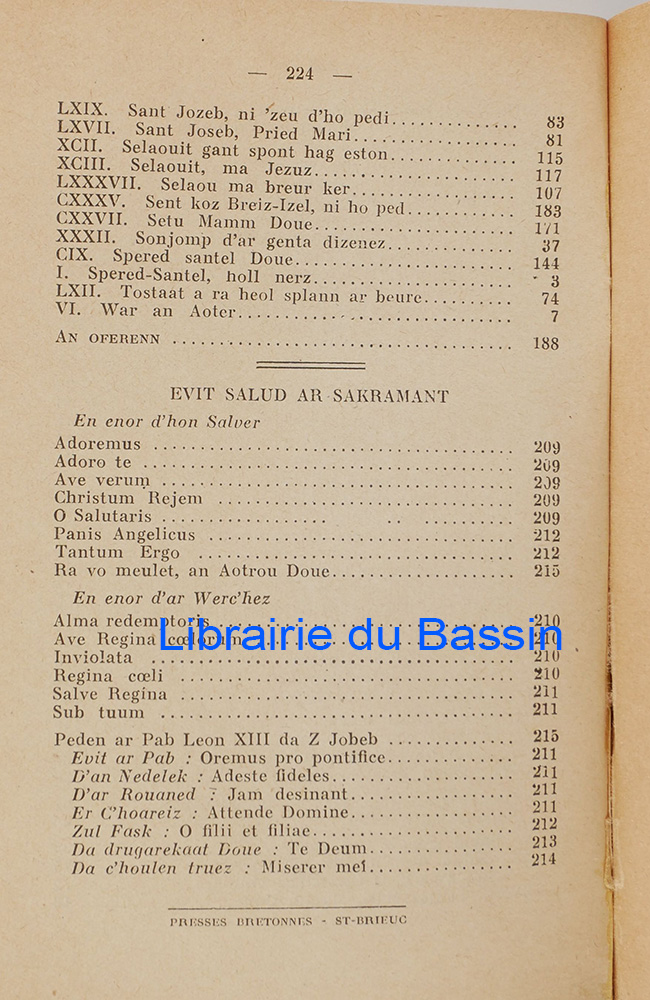 — 224 —
LXIX. Sant Jozeb, ni 'zeu d'ho pedi.................. 83
LXVII. Sant Joseb, Pried Mari.................. 81
XCII. Selaouit gant spont hag eston.................. 115
XCIII. Selaouit, ma Jezuz.................. 117
LXXXVII. Selaou ma breur ker.................. 107
CXXXV. Sent koz Breiz-Izel, ni ho ped.................. 183
CXXVII. Setu Mamm Doue.................. 171
XXXII. Sonjomp d'ar genta dizenez.................. 37
CIX. Spered santel Doue.................. 144
I. Spered-Santel, holl nerz.................. 3
LXII. Tostaat a ra heol splann ar beure.................. 74
VI. War an Aoter.................. 7
AN OFERENN .................. 188
EVIT SALUD AR SAKRAMANT
En enor d'hon Salver
Adoremus .................. 209
Adoro te .................. 209
Ave verum .................. 209
Christum Rejem .................. 209
O Salutaris .................. 209
Panis Angelicus .................. 212
Tantum Ergo .................. 212
Ra vo meulet, an Aotrou Doue.................. 215
En enor d'ar Werc'hez
Alma redemptoris .................. 210
Ave Regina cœlorum .................. 210
Librairie du Bassin
Inviolata .................. 210
Regina cœli .................. 210
Salve Regina .................. 211
Sub tuum .................. 211
Peden ar Pab Leon XIII da Z Jobeb .................. 215
Evit ar Pab : Oremus pro pontifice.................. 211
D'an Nedelek : Adeste fideles.................. 211
D'ar Rouaned : Jam desinant.................. 211
Er C'hoareiz : Attende Domine.................. 211
Zul Fask : O filii et filiae.................. 212
Da drugarekaat Doue : Te Deum.................. 213
Da c'houlen truez : Miserer meï.................. 214
PRESSES BRETONNES - ST-BRIEUC